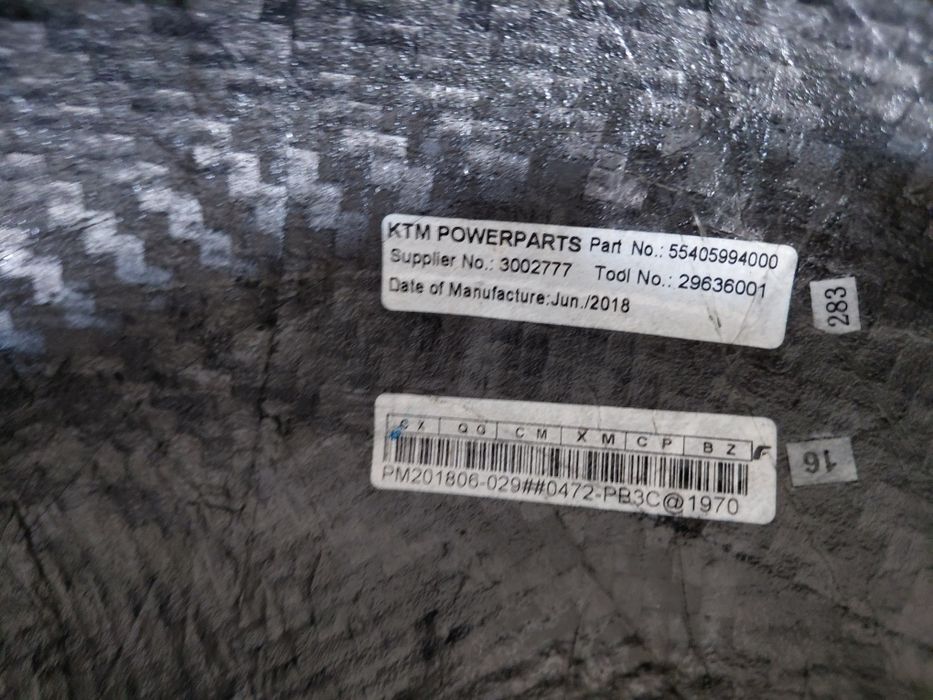 KTM POWERPARTS Part No.: 55405994000
Supplier No.: 3002777 Tool No.: 29636001
Date of Manufacture:Jun./2018
283
CX QG CM XM CP BZ
PM201806-029##0472-PB3C@1970
16